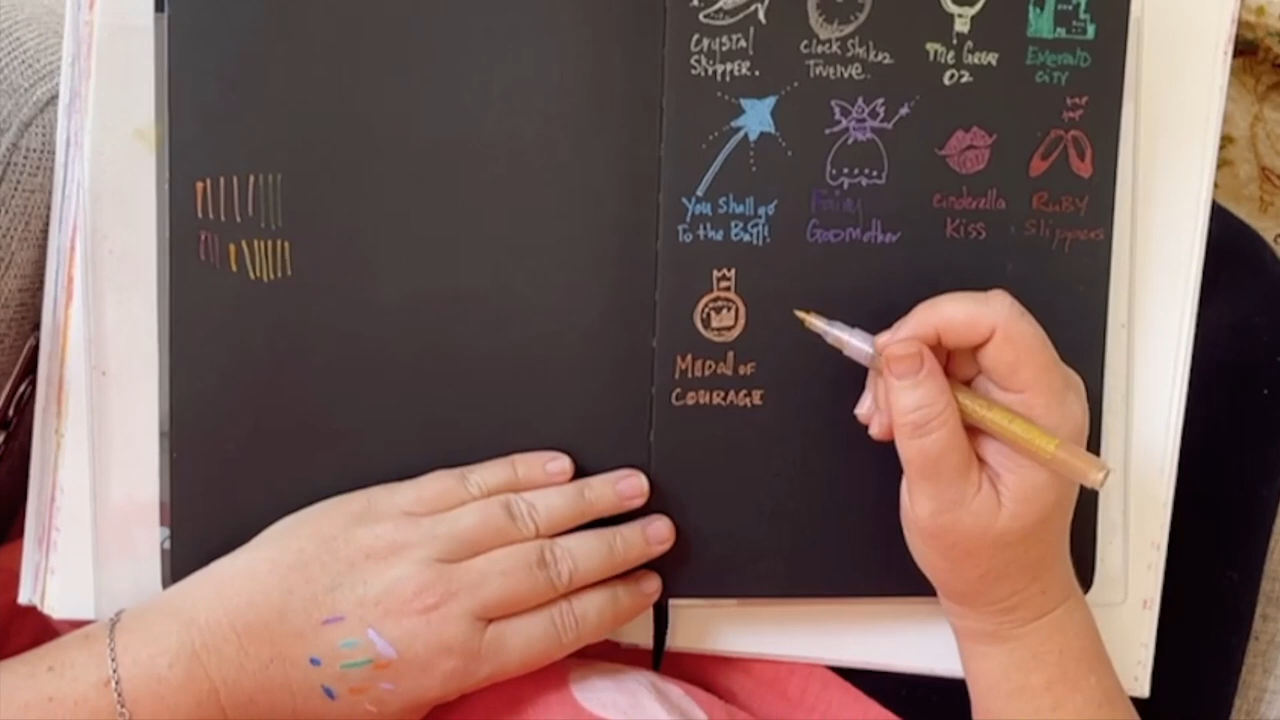 Crystal
Slipper.
Clock Strikes
Twelve.
The Great
OZ
Emerald
City
You Shall go
To the Ball!
Fairy
Godmother
Cinderella
Kiss
Ruby
Slippers
Medal of
COURAGE